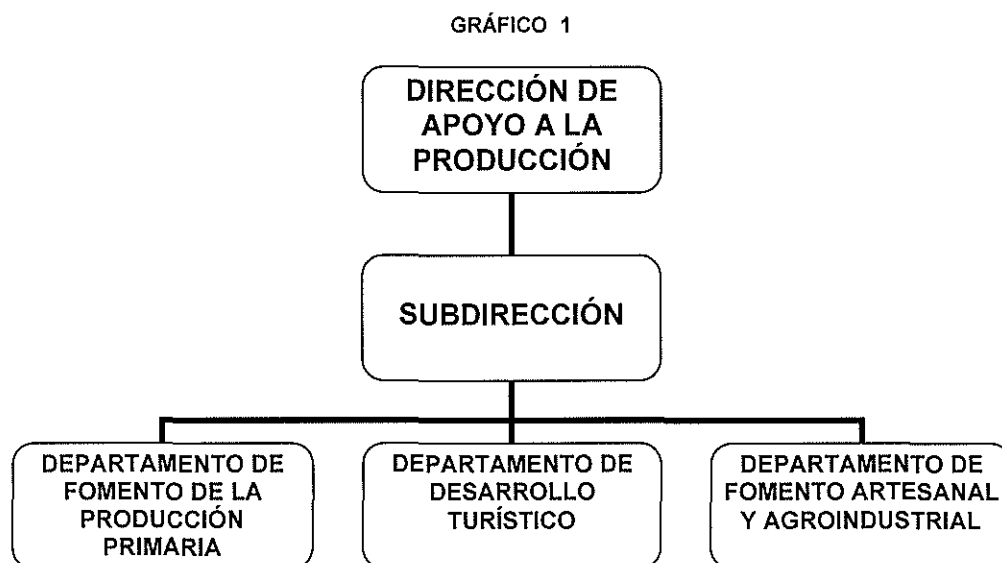 GRÁFICO 1
DIRECCIÓN DE
APOYO A LA
PRODUCCIÓN
SUBDIRECCIÓN
DEPARTAMENTO DE
FOMENTO DE LA
PRODUCCIÓN
PRIMARIA
DEPARTAMENTO DE
DESARROLLO
TURÍSTICO
DEPARTAMENTO DE
FOMENTO ARTESANAL
Y AGROINDUSTRIAL